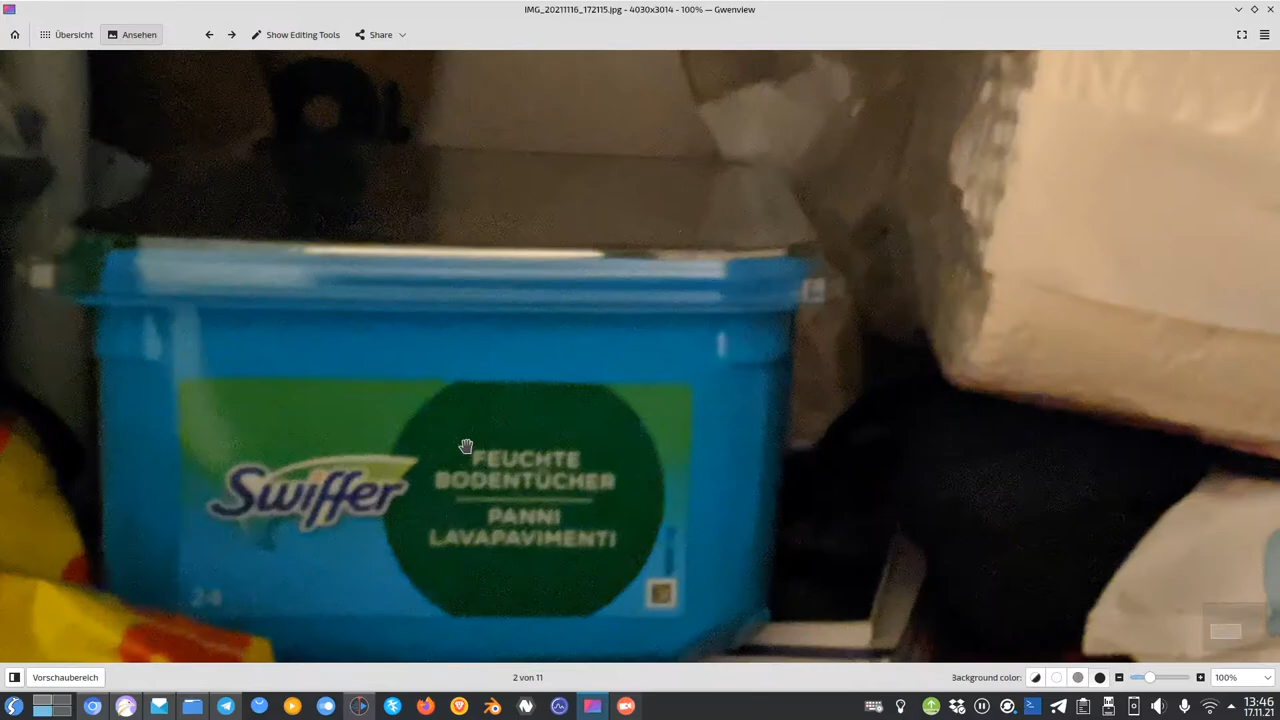 IMG_20211116_172115.jpg - 4030x3014 - 100% — Gwenview
Übersicht
Ansehen
Show Editing Tools
Share
Swiffer
FEUCHTE
BODENTÜCHER
PANNI
LAVAPAVIMENTI
24
Vorschaubereich
2 von 11
Background color:
100%
13:46
17.11.21